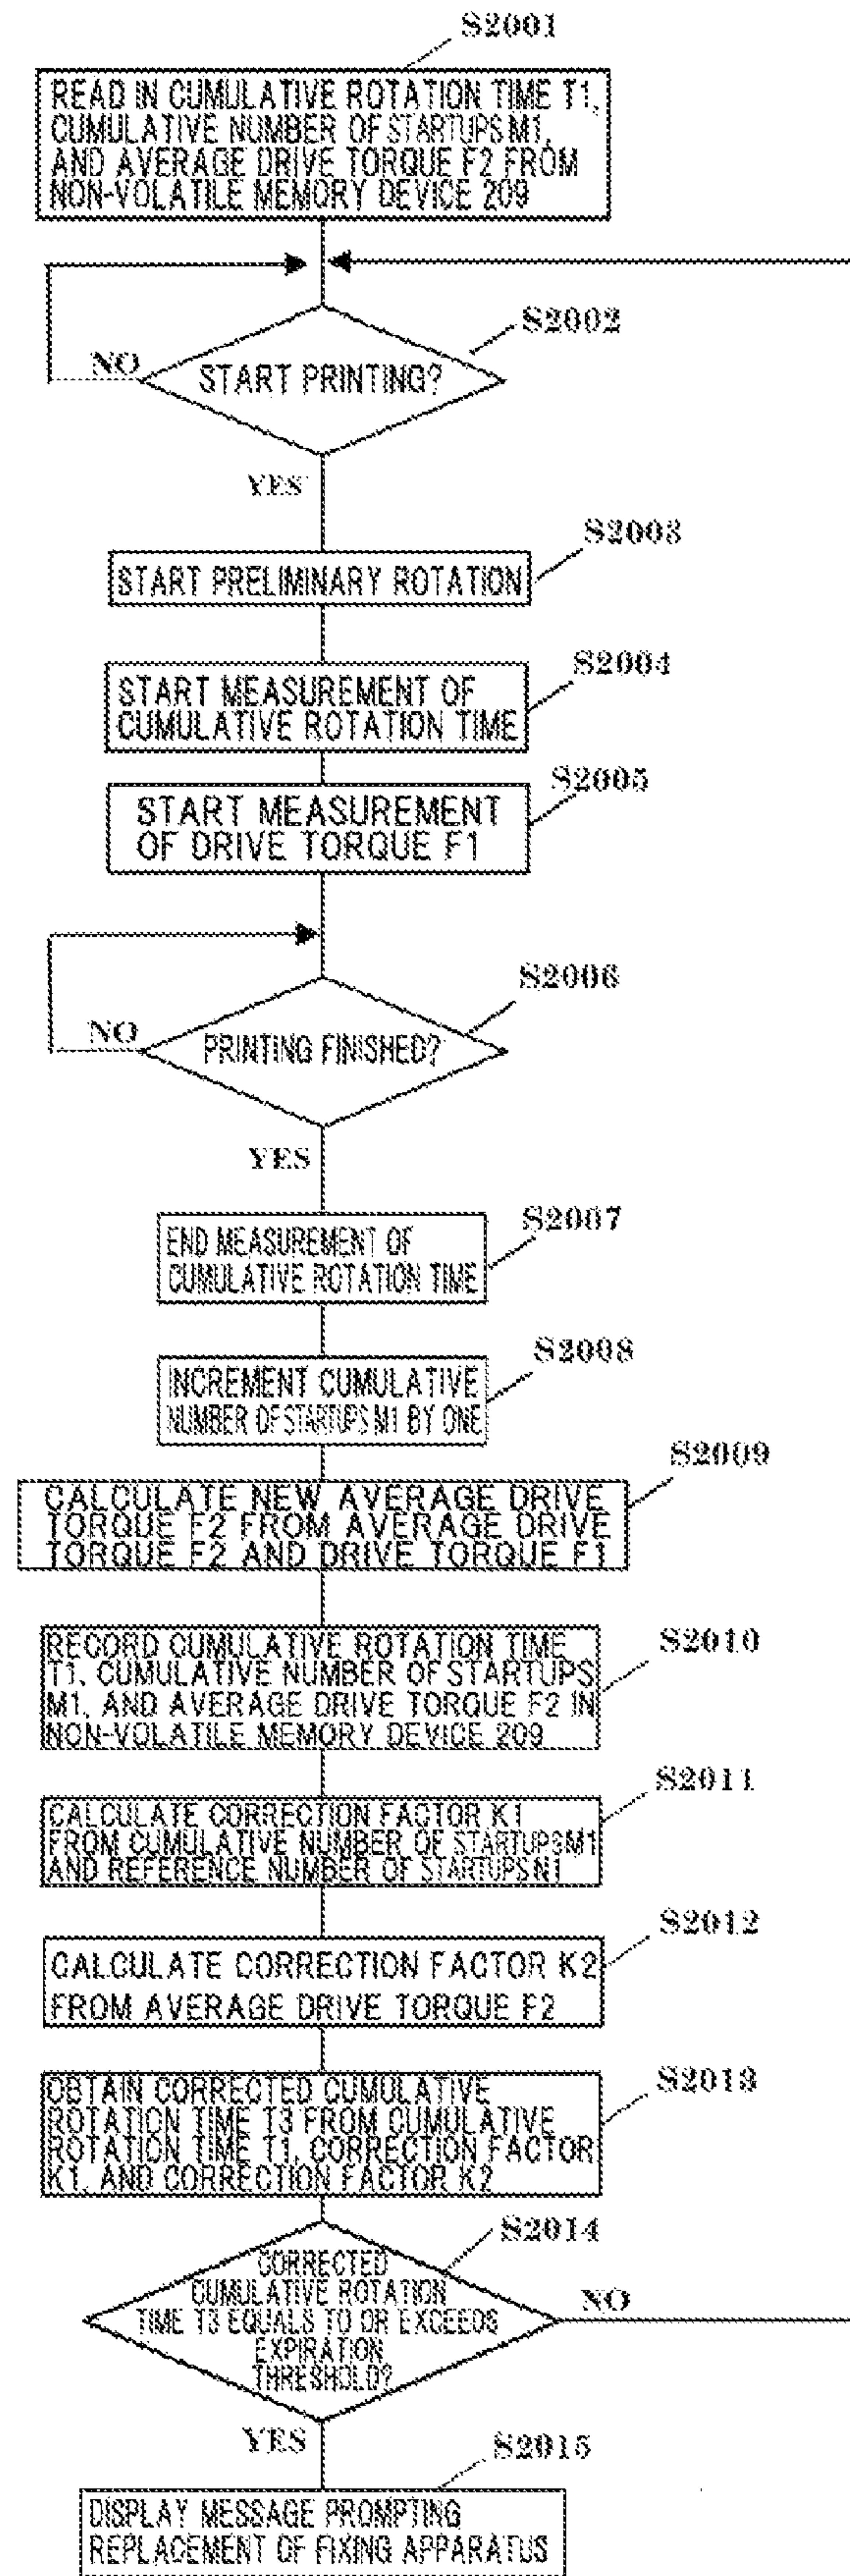 S2001
READ IN CUMULATIVE ROTATION TIME T1,
CUMULATIVE NUMBER OF STARTUPS M1,
AND AVERAGE DRIVE TORQUE F2 FROM
NON-VOLATILE MEMORY DEVICE 209
S2002
NO
START PRINTING?
YES
S2003
START PRELIMINARY ROTATION
S2004
START MEASUREMENT OF
CUMULATIVE ROTATION TIME
S2005
START MEASUREMENT
OF DRIVE TORQUE F1
S2006
NO
PRINTING FINISHED?
YES
S2007
END MEASUREMENT OF
CUMULATIVE ROTATION TIME
S2008
INCREMENT CUMULATIVE
NUMBER OF STARTUPS M1 BY ONE
S2009
CALCULATE NEW AVERAGE DRIVE
TORQUE F2 FROM AVERAGE DRIVE
TORQUE F2 AND DRIVE TORQUE F1
S2010
RECORD CUMULATIVE ROTATION TIME
T1, CUMULATIVE NUMBER OF STARTUPS
M1, AND AVERAGE DRIVE TORQUE F2 IN
NON-VOLATILE MEMORY DEVICE 209
S2011
CALCULATE CORRECTION FACTOR K1
FROM CUMULATIVE NUMBER OF STARTUPS M1
AND REFERENCE NUMBER OF STARTUPS N1
S2012
CALCULATE CORRECTION FACTOR K2
FROM AVERAGE DRIVE TORQUE F2
S2013
OBTAIN CORRECTED CUMULATIVE
ROTATION TIME T3 FROM CUMULATIVE
ROTATION TIME T1, CORRECTION FACTOR
K1, AND CORRECTION FACTOR K2
S2014
CORRECTED
CUMULATIVE ROTATION
TIME T3 EQUALS TO OR EXCEEDS
EXPIRATION
THRESHOLD?
NO
YES
S2015
DISPLAY MESSAGE PROMPTING
REPLACEMENT OF FIXING APPARATUS